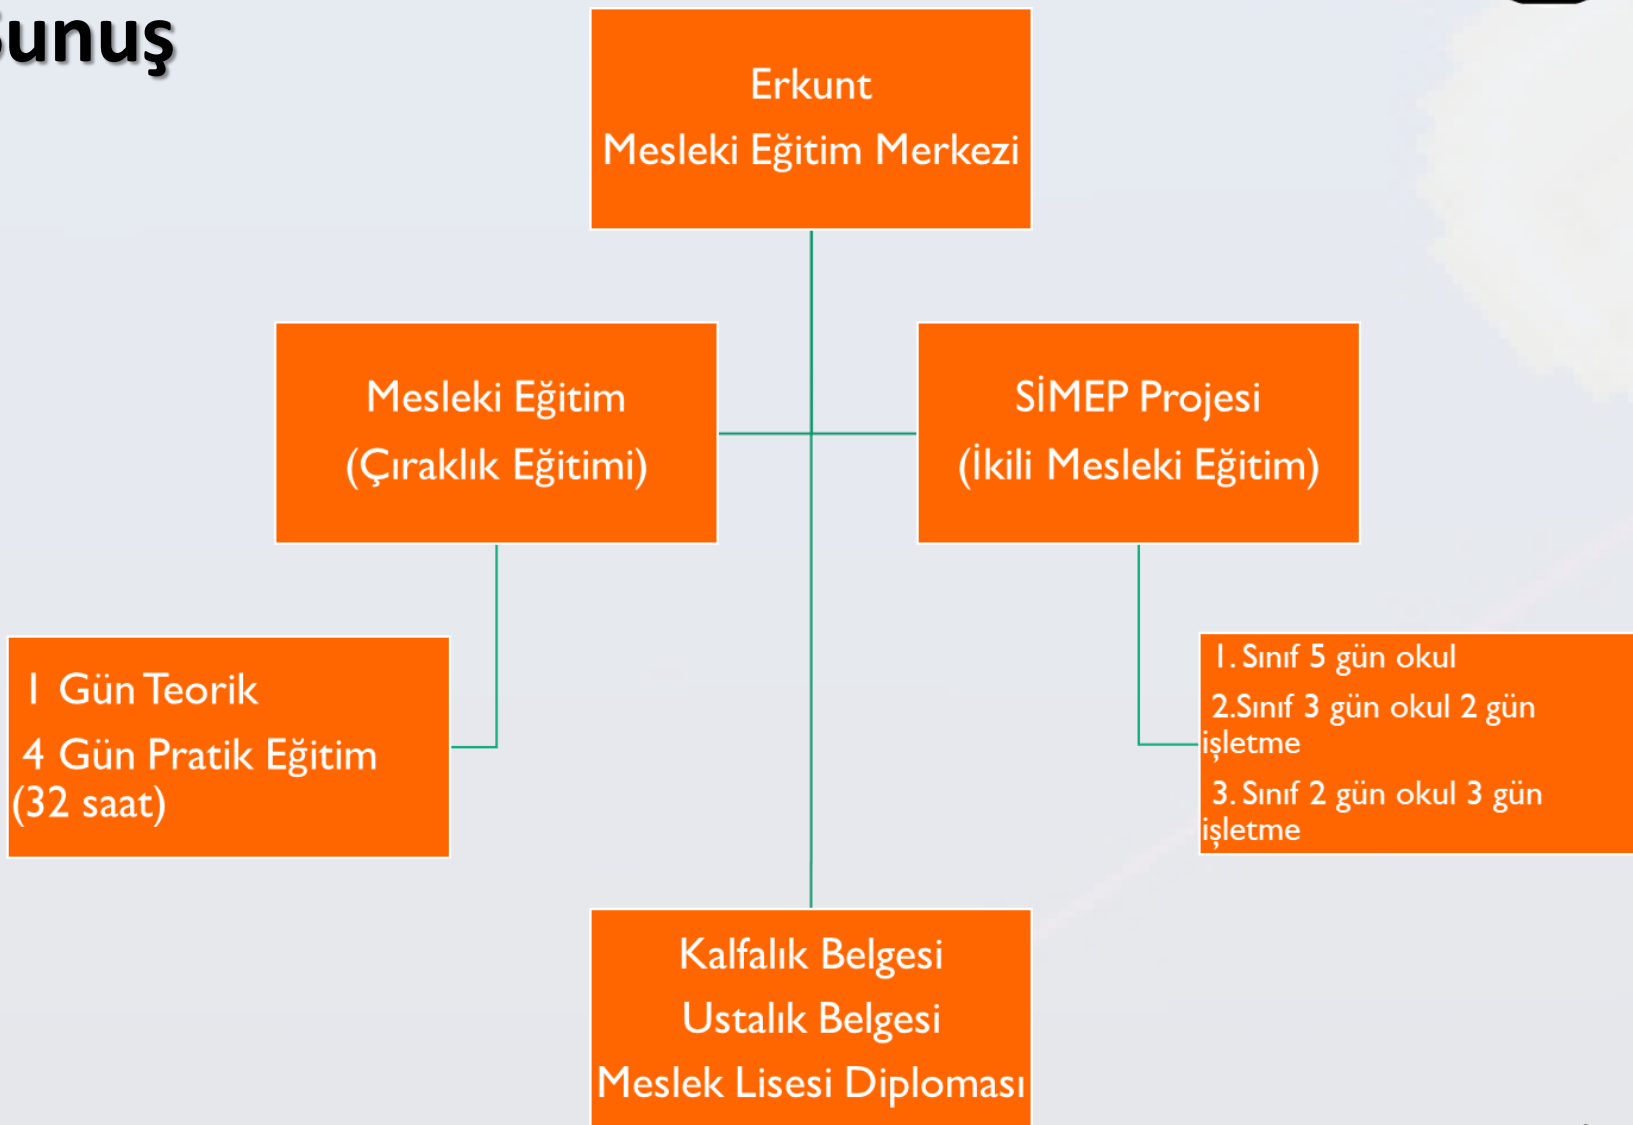 Sunuş
Erkunt
Mesleki Eğitim Merkezi
Mesleki Eğitim
(Çıraklık Eğitimi)
SİMEP Projesi
(İkili Mesleki Eğitim)
1 Gün Teorik
4 Gün Pratik Eğitim
(32 saat)
1. Sınıf 5 gün okul
2.Sınıf 3 gün okul 2 gün
işletme
3. Sınıf 2 gün okul 3 gün
işletme
Kalfalık Belgesi
Ustalık Belgesi
Meslek Lisesi Diploması